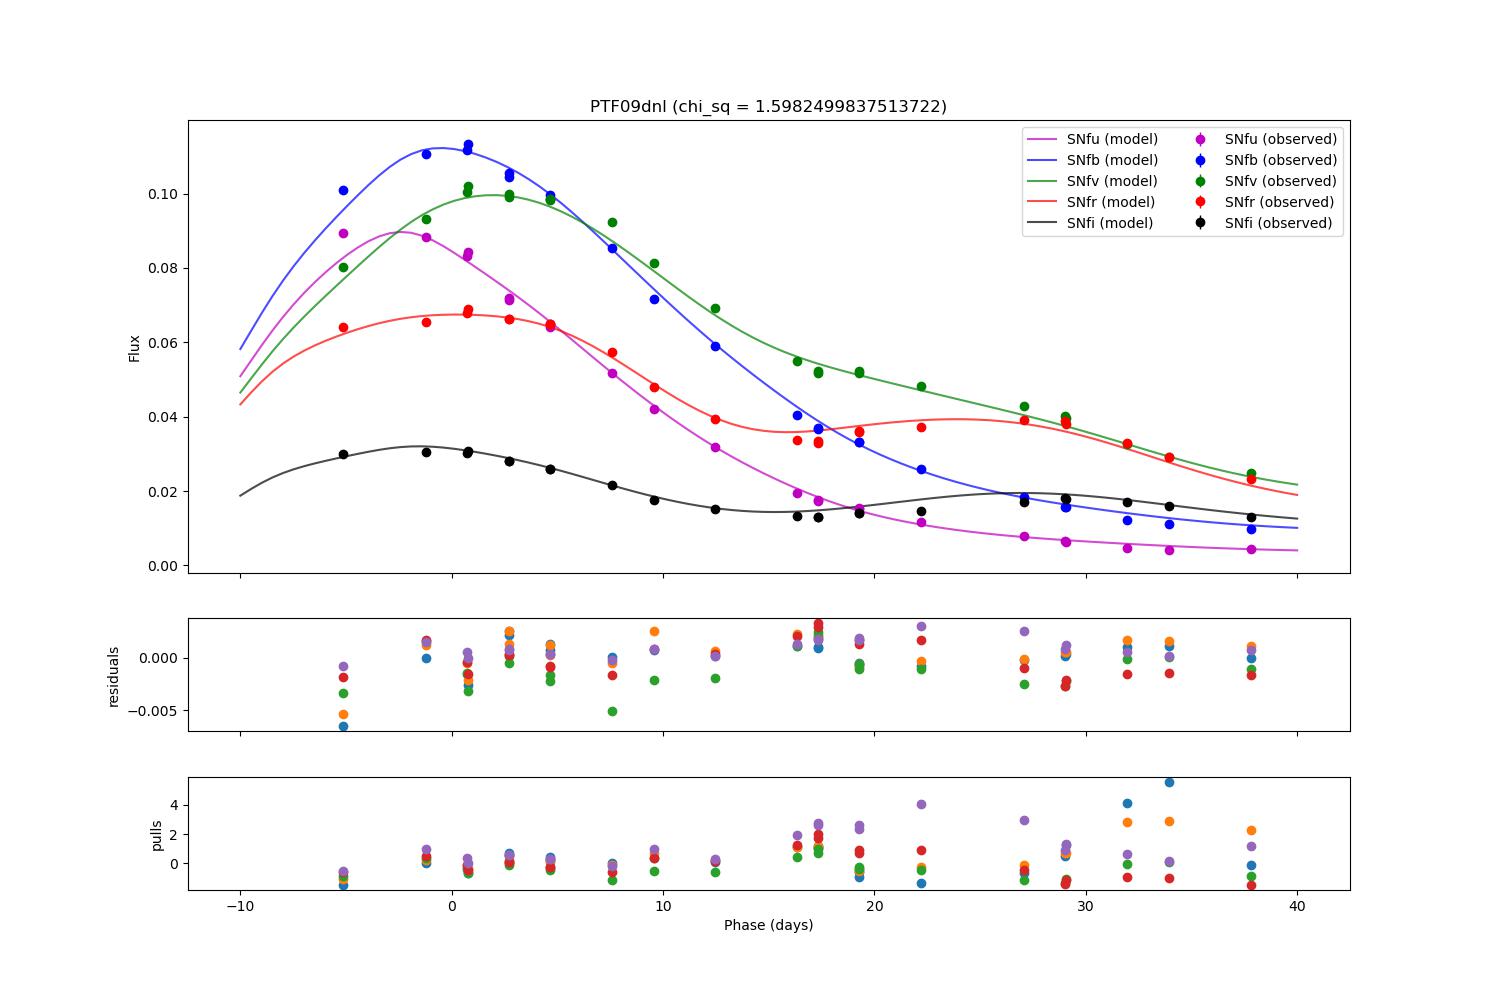 PTF09dnl (chi_sq = 1.5982499837513722)
SNfu (model) SNfu (observed)
SNfb (model) SNfb (observed)
SNfv (model) SNfv (observed)
SNfr (model) SNfr (observed)
SNfi (model) SNfi (observed)
0.10
0.08
0.06
0.04
0.02
0.00
Flux
0.000
−0.005
residuals
4
2
0
pulls
−10 0 10 20 30 40
Phase (days)